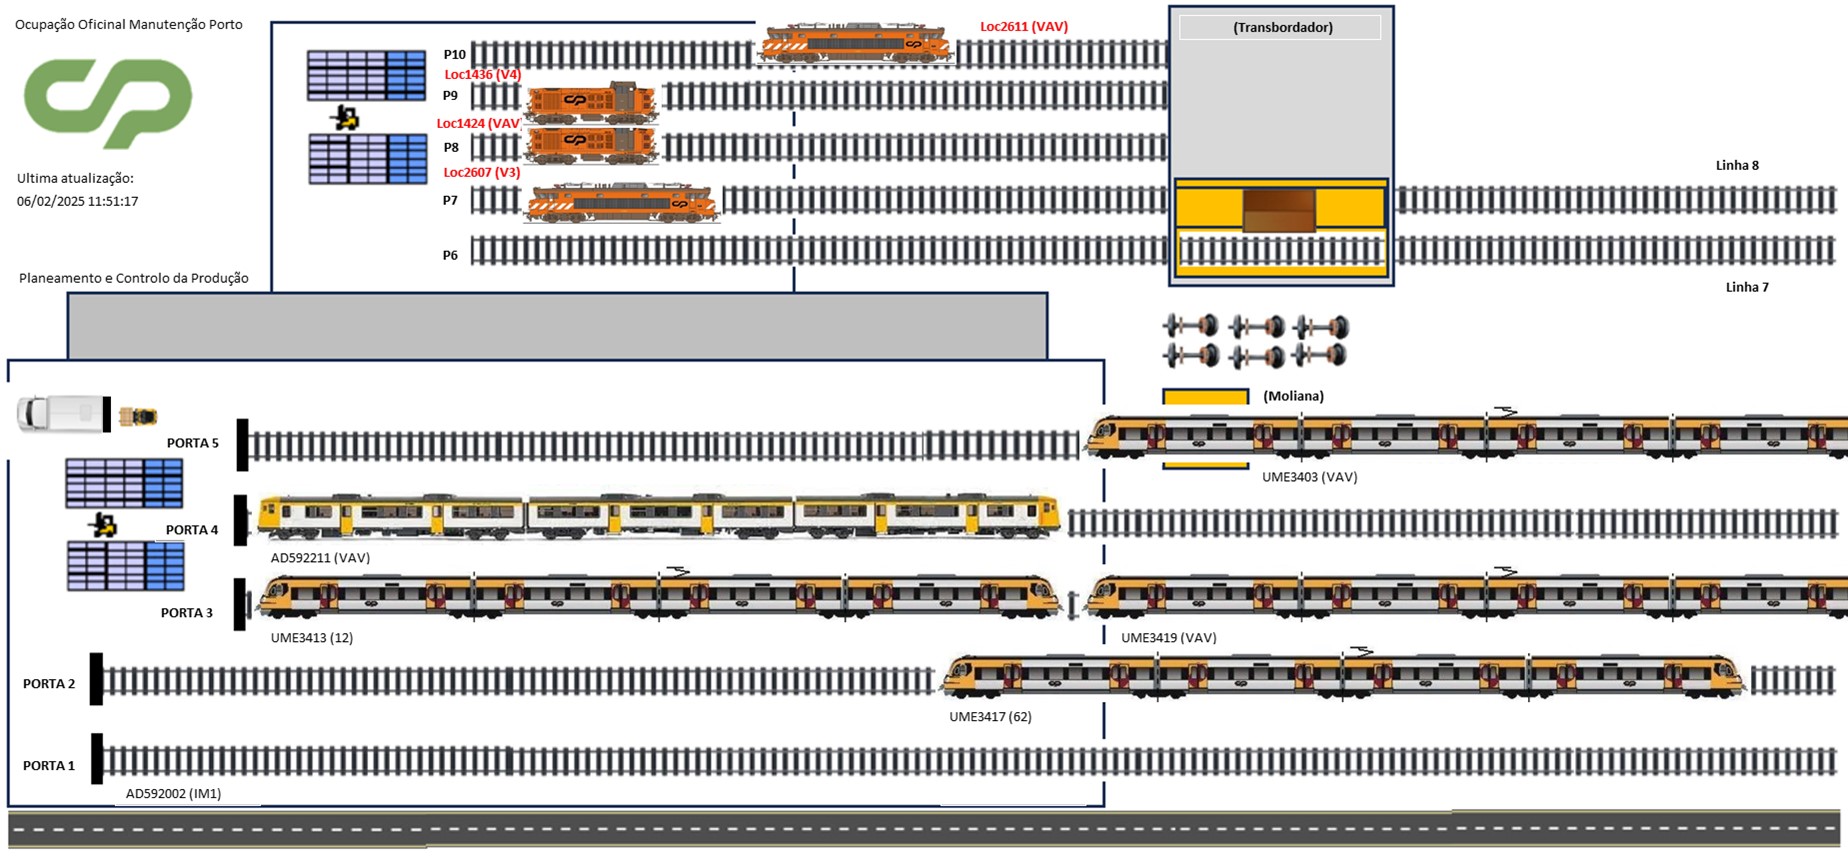 Ocupação Oficinal Manutenção Porto
Loc2611 (VAV)
(Transbordador)
P10
Loc1436 (V4)
P9
Loc1424 (VAV)
P8
Loc2607 (V3)
P7
P6
Linha 8
Linha 7
Ultima atualização:
06/02/2025 11:51:17
Planeamento e Controlo da Produção
(Moliana)
PORTA 5
UME3403 (VAV)
PORTA 4
AD592211 (VAV)
PORTA 3
UME3413 (12)
UME3419 (VAV)
PORTA 2
UME3417 (62)
PORTA 1
AD592002 (IM1)